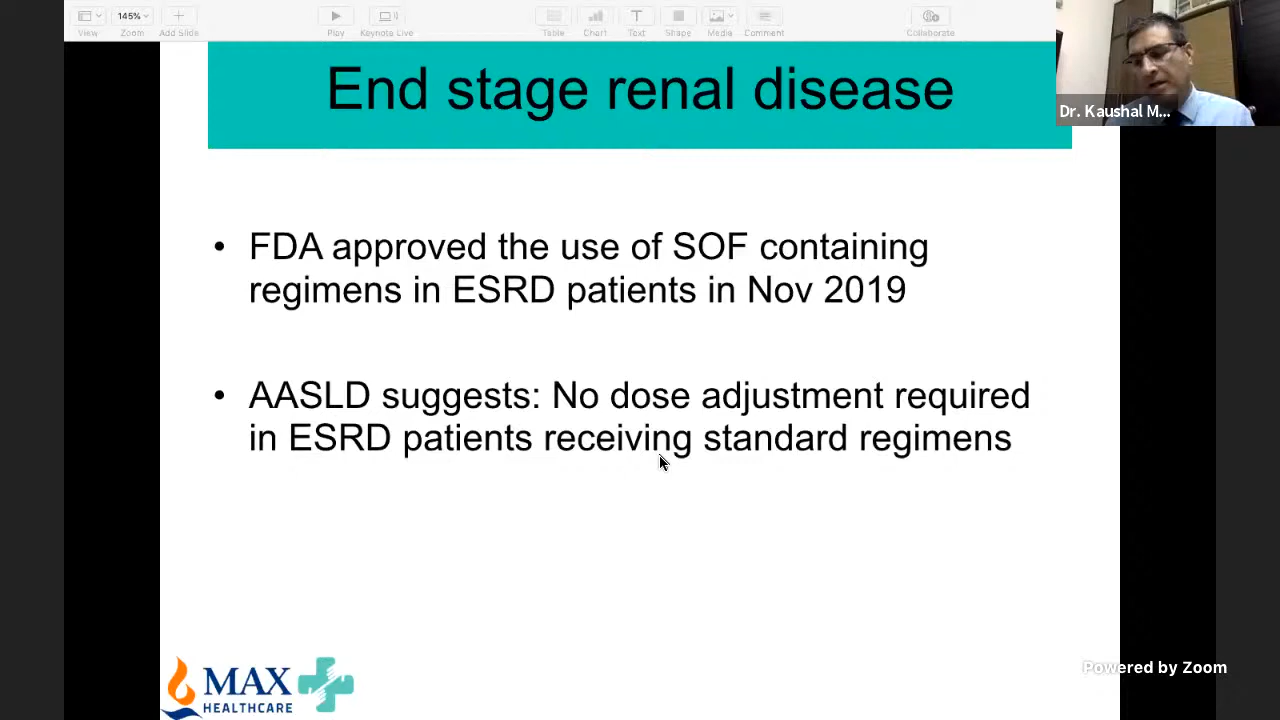 145%
View
Zoom
Add Slide
Play
Keynote Live
Table
Chart
Text
Shape
Media
Comment
Collaborate
Dr. Kaushal M...
End stage renal disease
• FDA approved the use of SOF containing
regimens in ESRD patients in Nov 2019
• AASLD suggests: No dose adjustment required
in ESRD patients receiving standard regimens
MAX
HEALTHCARE
Powered by Zoom